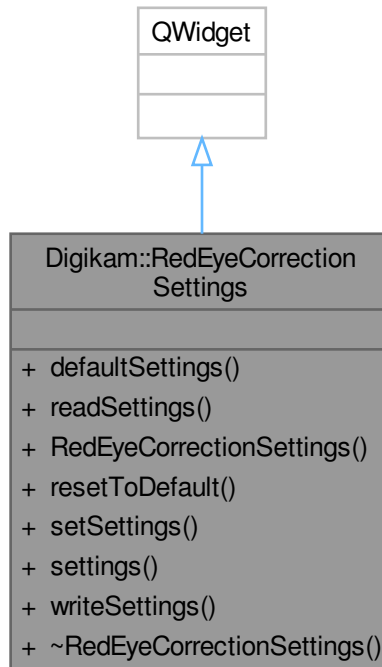 QWidget
Digikam::RedEyeCorrection
Settings
+ defaultSettings()
+ readSettings()
+ RedEyeCorrectionSettings()
+ resetToDefault()
+ setSettings()
+ settings()
+ writeSettings()
+ ~RedEyeCorrectionSettings()